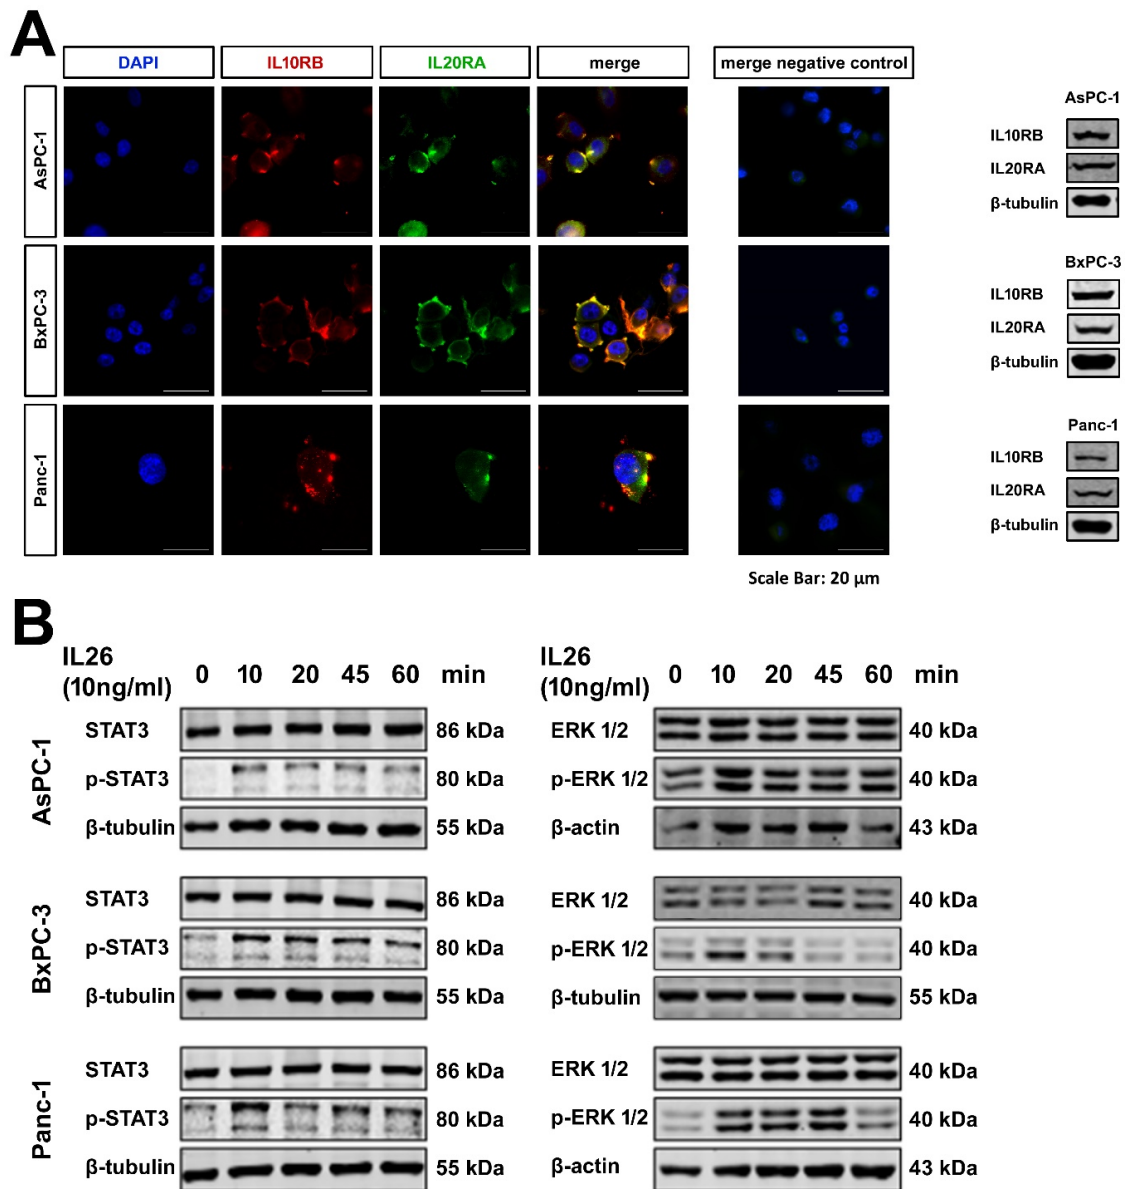 A
DAPI IL10RB IL20RA merge merge negative control
AsPC-1
BxPC-3
Panc-1
Scale Bar: 20 µm
AsPC-1
IL10RB
IL20RA
β-tubulin
BxPC-3
IL10RB
IL20RA
β-tubulin
Panc-1
IL10RB
IL20RA
β-tubulin
B
IL26
(10ng/ml) 0 10 20 45 60 min
IL26
(10ng/ml) 0 10 20 45 60 min
AsPC-1
STAT3 86 kDa
p-STAT3 80 kDa
β-tubulin 55 kDa
ERK 1/2 40 kDa
p-ERK 1/2 40 kDa
β-actin 43 kDa
BxPC-3
STAT3 86 kDa
p-STAT3 80 kDa
β-tubulin 55 kDa
ERK 1/2 40 kDa
p-ERK 1/2 40 kDa
β-tubulin 55 kDa
Panc-1
STAT3 86 kDa
p-STAT3 80 kDa
β-tubulin 55 kDa
ERK 1/2 40 kDa
p-ERK 1/2 40 kDa
β-actin 43 kDa